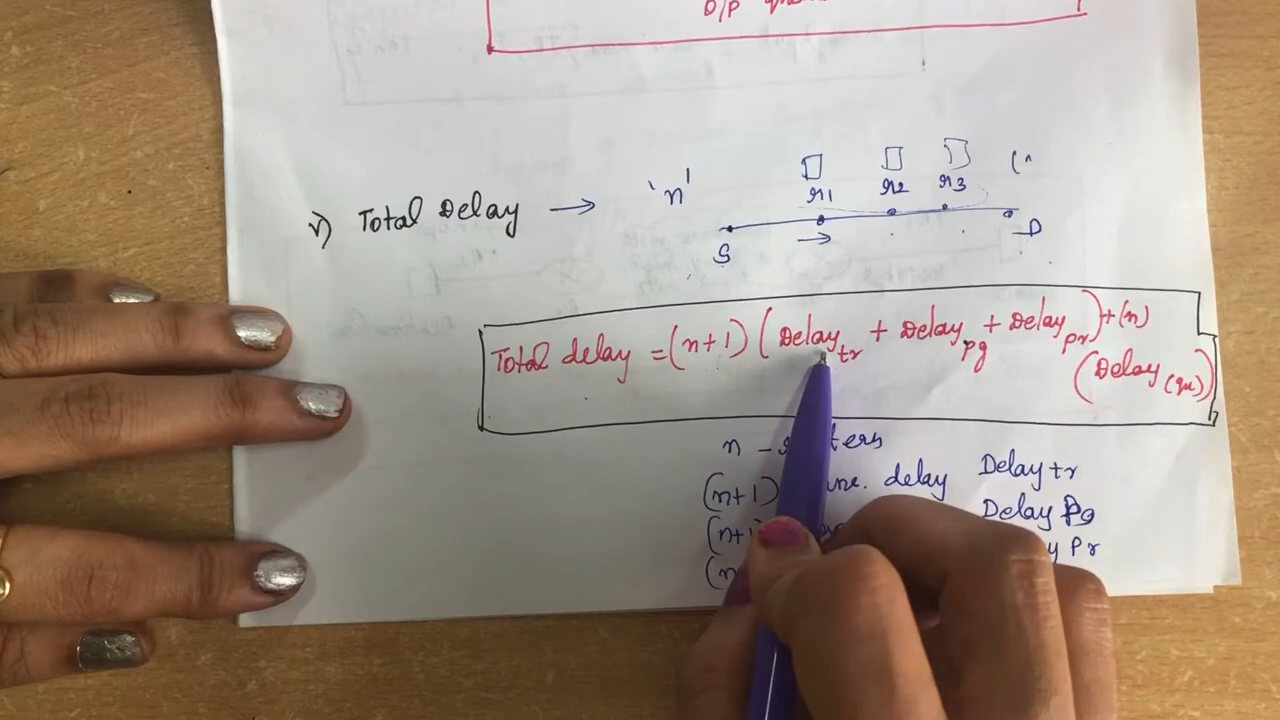 O/P
v) Total Delay → 'n'
r1 r2 r3
S D
Total delay = (n+1) (Delay tr + Delay pg + Delay pr) + (n) (Delay (qu))
n -
(n+1) delay Delay tr
(n+1 Delay Pg
Pr
(n